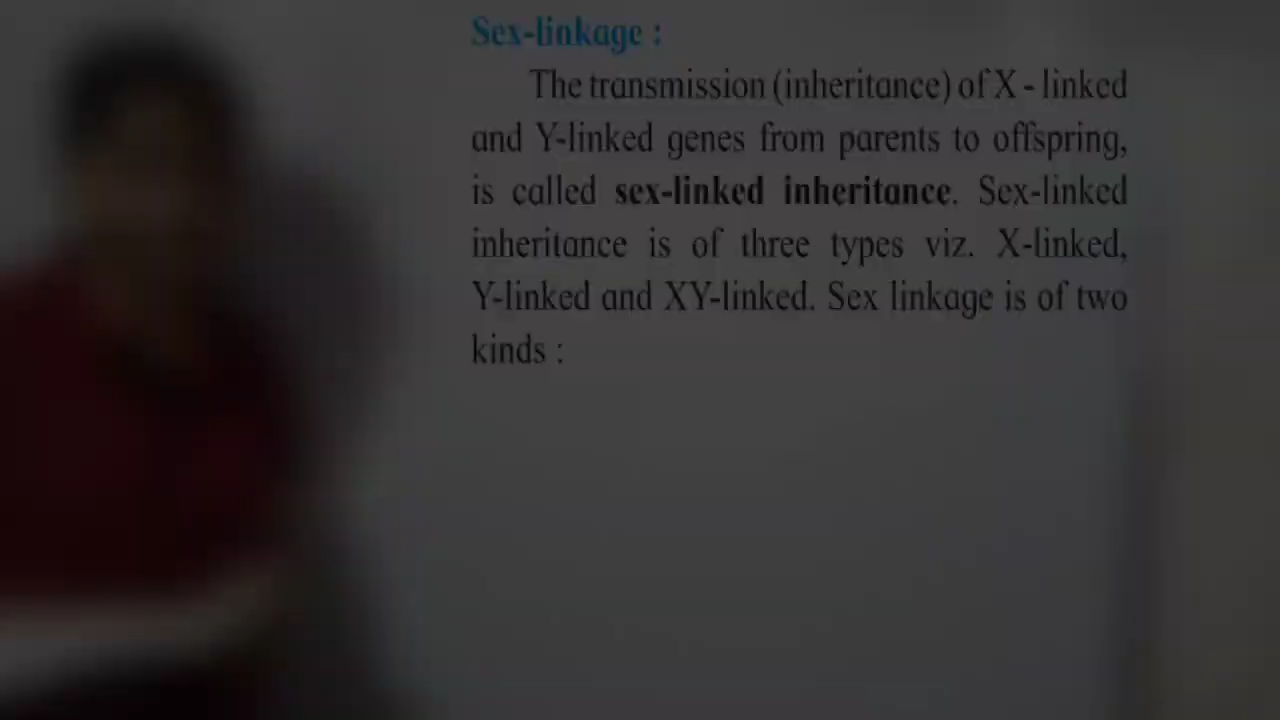 Sex-linkage :
The transmission (inheritance) of X - linked
and Y-linked genes from parents to offspring,
is called sex-linked inheritance. Sex-linked
inheritance is of three types viz. X-linked,
Y-linked and XY-linked. Sex linkage is of two
kinds :